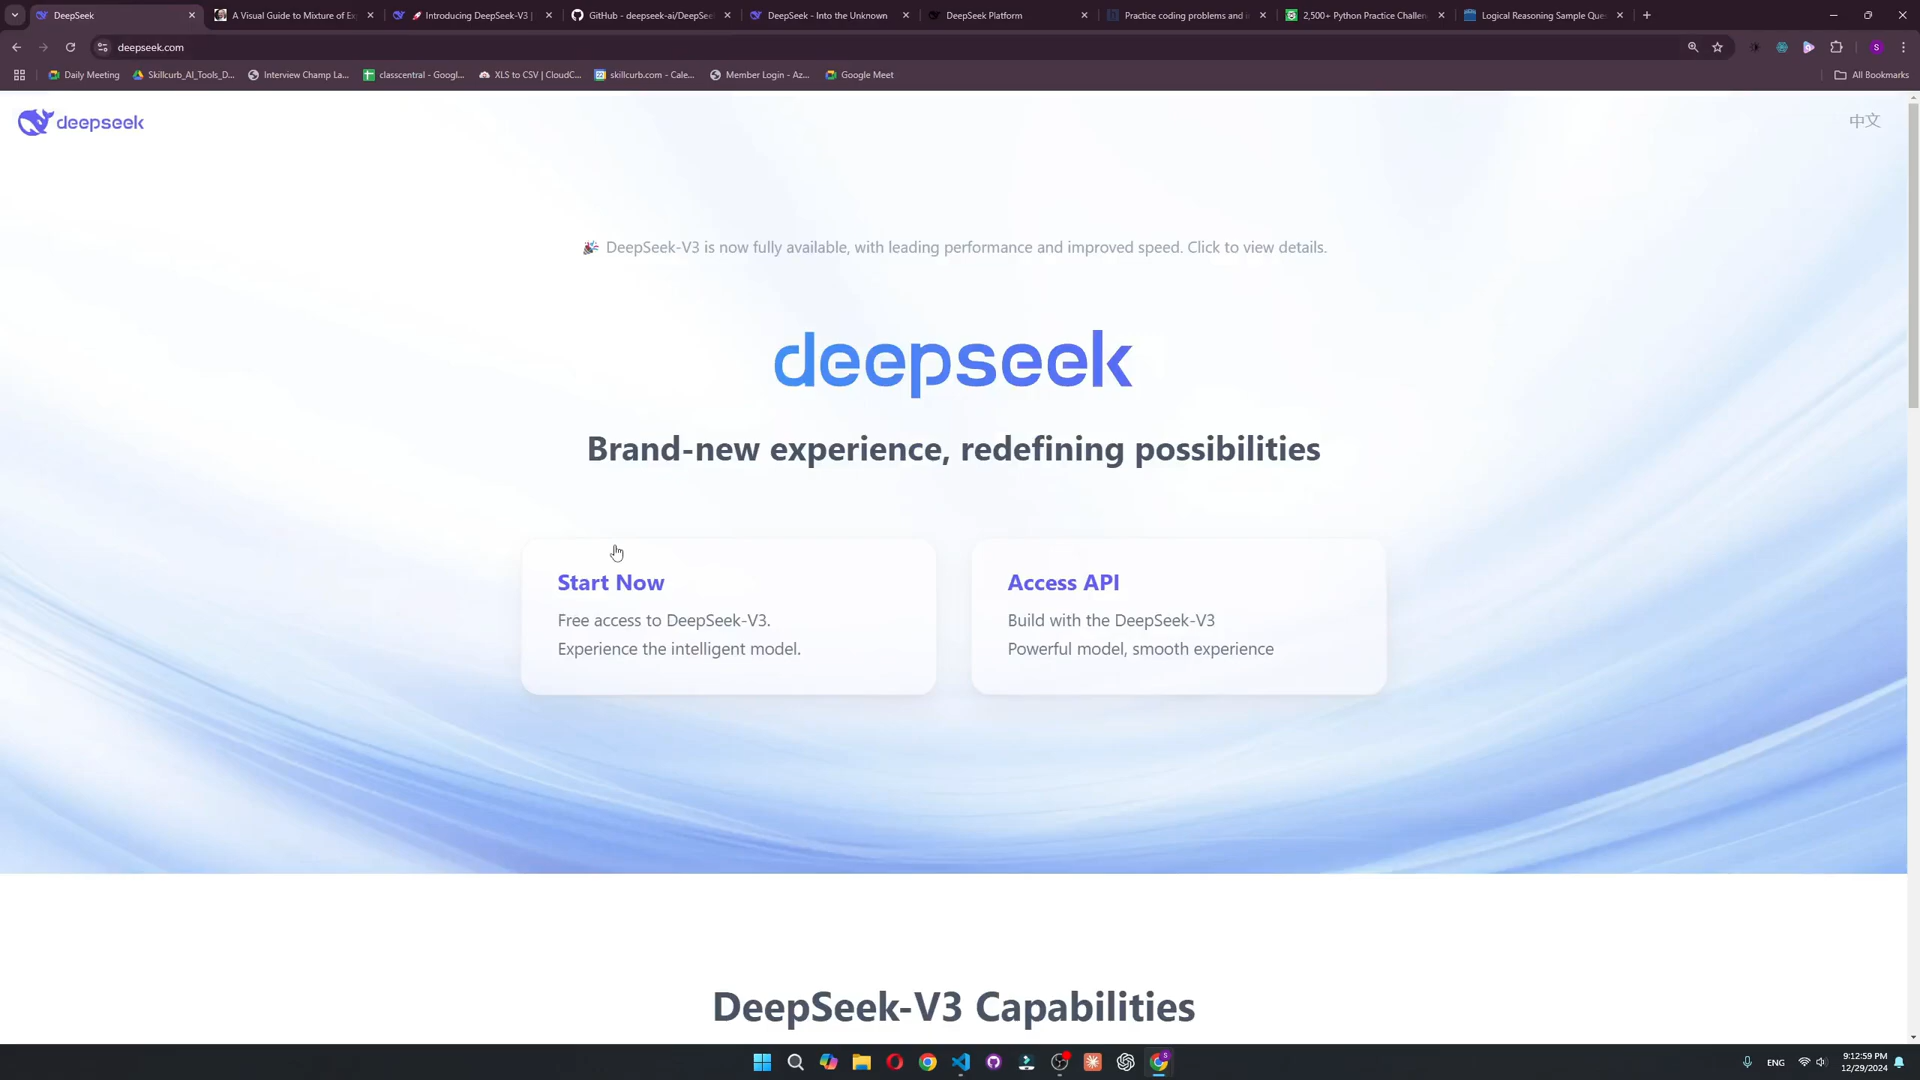 DeepSeek
A Visual Guide to Mixture of Ex
Introducing DeepSeek-V3 |
GitHub - deepseek-ai/DeepSee
DeepSeek - Into the Unknown
DeepSeek Platform
Practice coding problems and i
2,500+ Python Practice Challen
Logical Reasoning Sample Que
deepseek.com
S
Daily Meeting
Skillcurb_AI_Tools_D...
Interview Champ La...
classcentral - Googl...
XLS to CSV | CloudC...
skillcurb.com - Cale...
Member Login - Az...
Google Meet
All Bookmarks
deepseek
中文
DeepSeek-V3 is now fully available, with leading performance and improved speed. Click to view details.
deepseek
Brand-new experience, redefining possibilities
Start Now
Free access to DeepSeek-V3.
Experience the intelligent model.
Access API
Build with the DeepSeek-V3
Powerful model, smooth experience
DeepSeek-V3 Capabilities
ENG
9:12:59 PM
12/29/2024